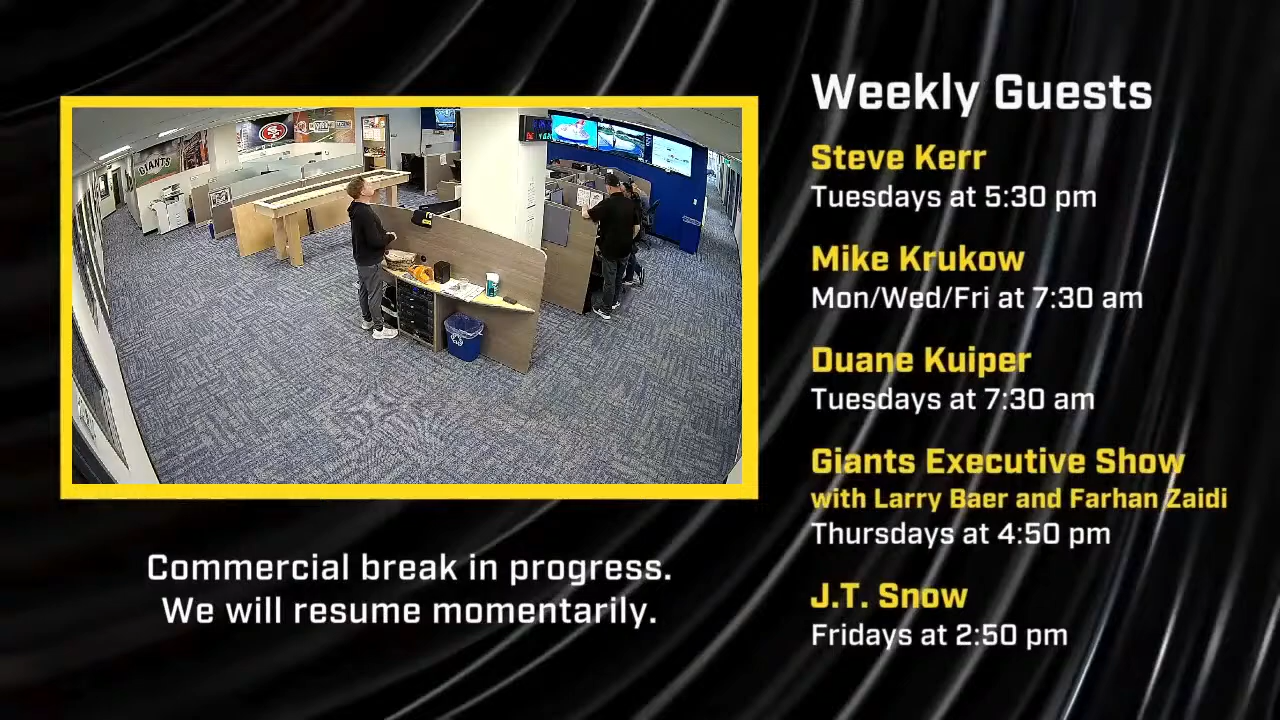 Weekly Guests
Steve Kerr
Tuesdays at 5:30 pm
Mike Krukow
Mon/Wed/Fri at 7:30 am
Duane Kuiper
Tuesdays at 7:30 am
Giants Executive Show
with Larry Baer and Farhan Zaidi
Thursdays at 4:50 pm
J.T. Snow
Fridays at 2:50 pm
GIANTS
SF
Commercial break in progress.
We will resume momentarily.